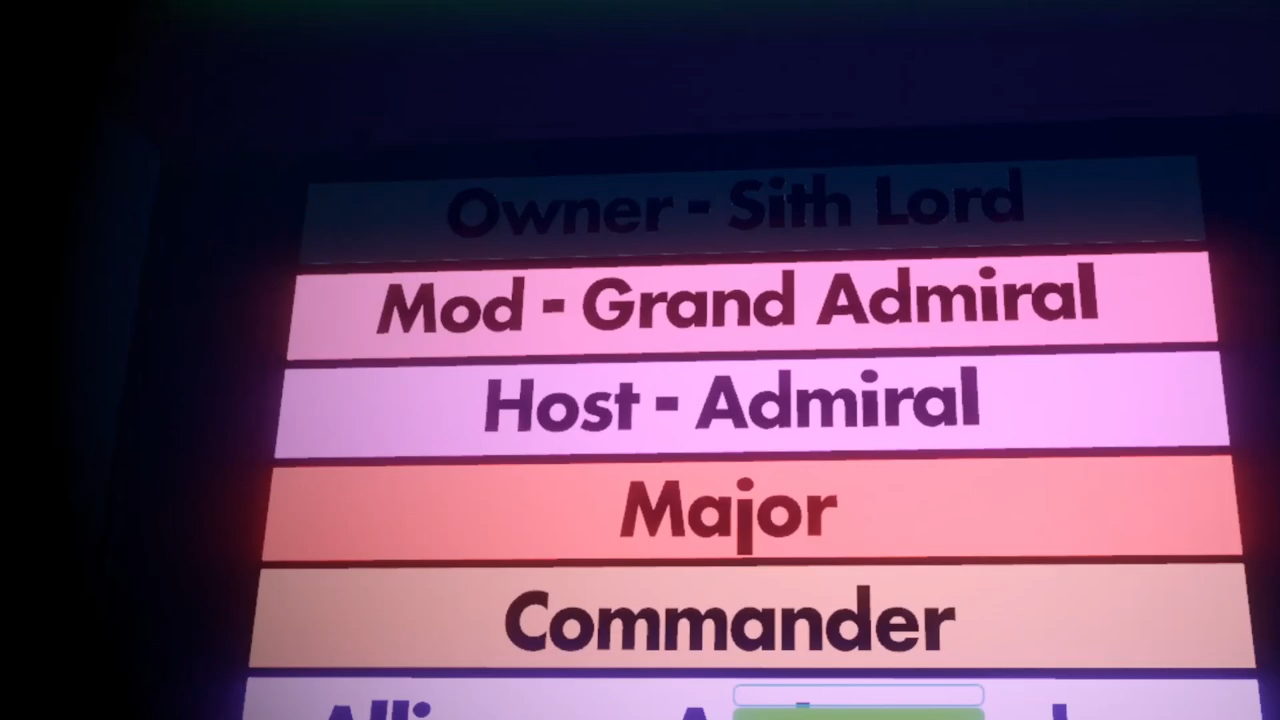 Owner - Sith Lord
Mod - Grand Admiral
Host - Admiral
Major
Commander